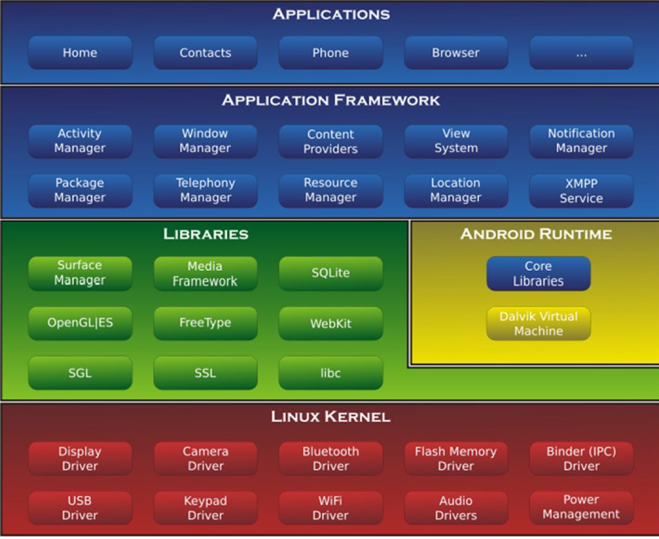 APPLICATIONS
Home
Contacts
Phone
Browser
...
APPLICATION FRAMEWORK
Activity
Manager
Window
Manager
Content
Providers
View
System
Notification
Manager
Package
Manager
Telephony
Manager
Resource
Manager
Location
Manager
XMPP
Service
LIBRARIES
Surface
Manager
Media
Framework
SQLite
OpenGL|ES
FreeType
WebKit
SGL
SSL
libc
ANDROID RUNTIME
Core
Libraries
Dalvik Virtual
Machine
LINUX KERNEL
Display
Driver
Camera
Driver
Bluetooth
Driver
Flash Memory
Driver
Binder (IPC)
Driver
USB
Driver
Keypad
Driver
WiFi
Driver
Audio
Drivers
Power
Management